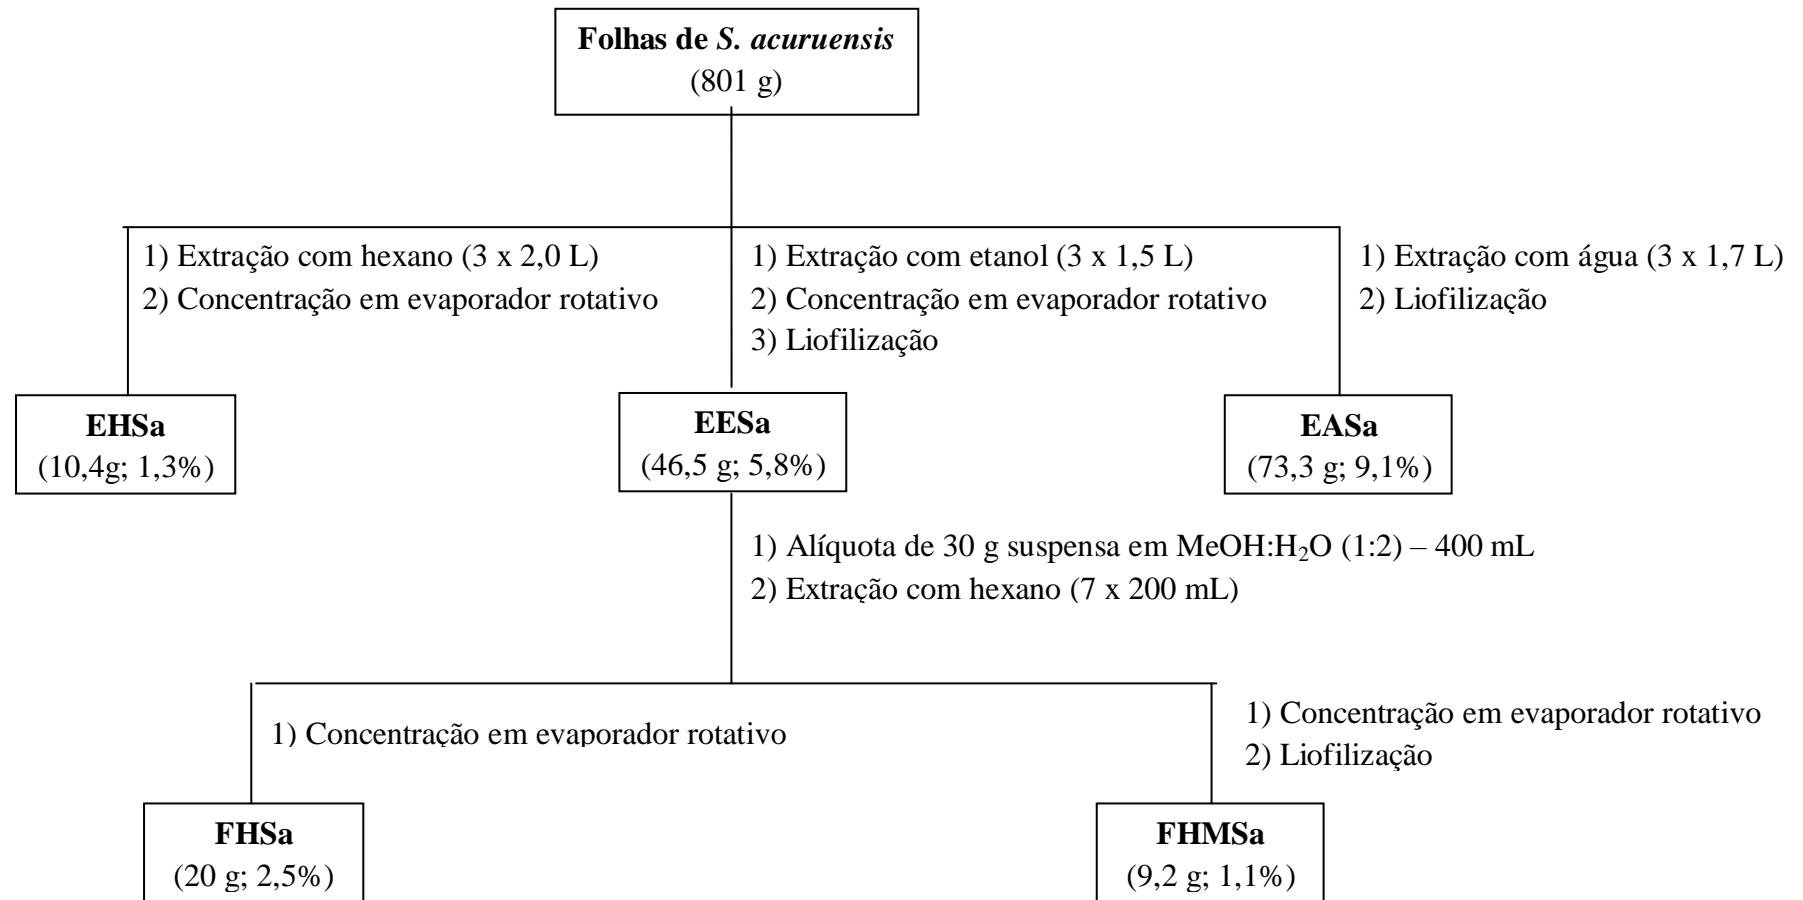 Folhas de S. acuruensis
(801 g)
1) Extração com hexano (3 x 2,0 L)
2) Concentração em evaporador rotativo
1) Extração com etanol (3 x 1,5 L)
2) Concentração em evaporador rotativo
3) Liofilização
1) Extração com água (3 x 1,7 L)
2) Liofilização
EHSa
(10,4g; 1,3%)
EESa
(46,5 g; 5,8%)
EASa
(73,3 g; 9,1%)
1) Alíquota de 30 g suspensa em MeOH:H₂O (1:2) – 400 mL
2) Extração com hexano (7 x 200 mL)
1) Concentração em evaporador rotativo
1) Concentração em evaporador rotativo
2) Liofilização
FHSa
(20 g; 2,5%)
FHMSa
(9,2 g; 1,1%)